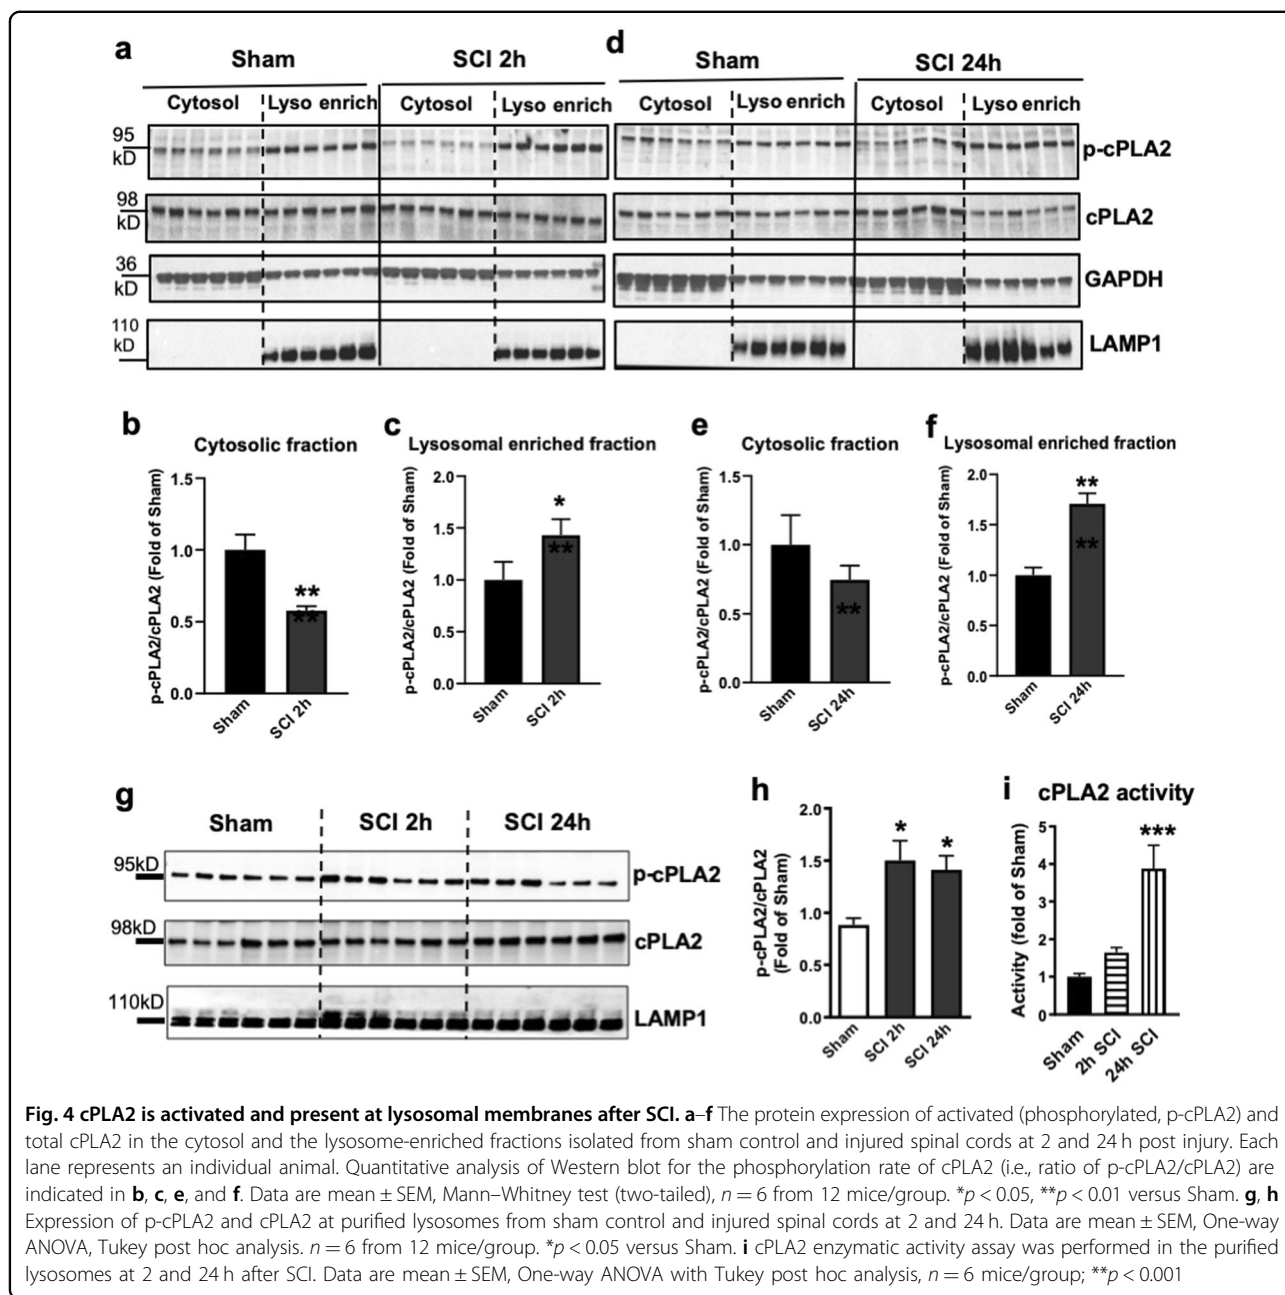 a
Sham
SCI 2h
Cytosol
Lyso enrich
Cytosol
Lyso enrich
95
kD
98
kD
36
kD
110
kD
d
Sham
SCI 24h
Cytosol
Lyso enrich
Cytosol
Lyso enrich
p-cPLA2
cPLA2
GAPDH
LAMP1
b
Cytosolic fraction
p-cPLA2/cPLA2 (Fold of Sham)
1.5
1.0
0.5
0.0
**
**
Sham
SCI 2h
c
Lysosomal enriched fraction
p-cPLA2/cPLA2 (Fold of Sham)
2.0
1.5
1.0
0.5
0.0
*
**
Sham
SCI 2h
e
Cytosolic fraction
p-cPLA2/cPLA2 (Fold of Sham)
1.5
1.0
0.5
0.0
**
Sham
SCI 24h
f
Lysosomal enriched fraction
p-cPLA2/cPLA2 (Fold of Sham)
2.0
1.5
1.0
0.5
0.0
**
**
Sham
SCI 24h
g
Sham
SCI 2h
SCI 24h
95kD
p-cPLA2
98kD
cPLA2
110kD
LAMP1
h
p-cPLA2/cPLA2
(Fold of Sham)
2.0
1.5
1.0
0.5
0.0
*
*
Sham
SCI 2h
SCI 24h
i
cPLA2 activity
Activity (fold of Sham)
5
4
3
2
1
0
***
Sham
2h SCI
24h SCI
Fig. 4 cPLA2 is activated and present at lysosomal membranes after SCI. a–f The protein expression of activated (phosphorylated, p-cPLA2) and
total cPLA2 in the cytosol and the lysosome-enriched fractions isolated from sham control and injured spinal cords at 2 and 24 h post injury. Each
lane represents an individual animal. Quantitative analysis of Western blot for the phosphorylation rate of cPLA2 (i.e., ratio of p-cPLA2/cPLA2) are
indicated in b, c, e, and f. Data are mean ± SEM, Mann–Whitney test (two-tailed), n = 6 from 12 mice/group. *p < 0.05, **p < 0.01 versus Sham. g, h
Expression of p-cPLA2 and cPLA2 at purified lysosomes from sham control and injured spinal cords at 2 and 24 h. Data are mean ± SEM, One-way
ANOVA, Tukey post hoc analysis. n = 6 from 12 mice/group. *p < 0.05 versus Sham. i cPLA2 enzymatic activity assay was performed in the purified
lysosomes at 2 and 24 h after SCI. Data are mean ± SEM, One-way ANOVA with Tukey post hoc analysis, n = 6 mice/group; **p < 0.001